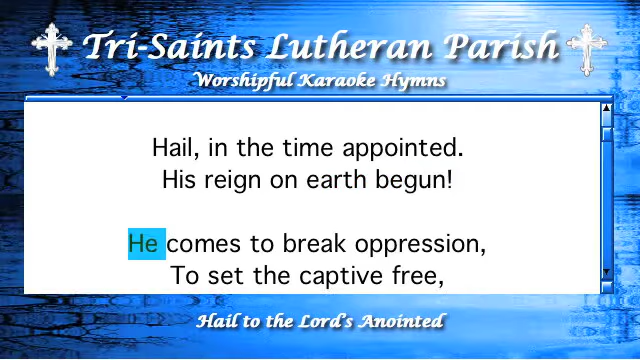 Tri-Saints Lutheran Parish
Worshipful Karaoke Hymns
Hail, in the time appointed.
His reign on earth begun!
He comes to break oppression,
To set the captive free,
Hail to the Lord's Anointed